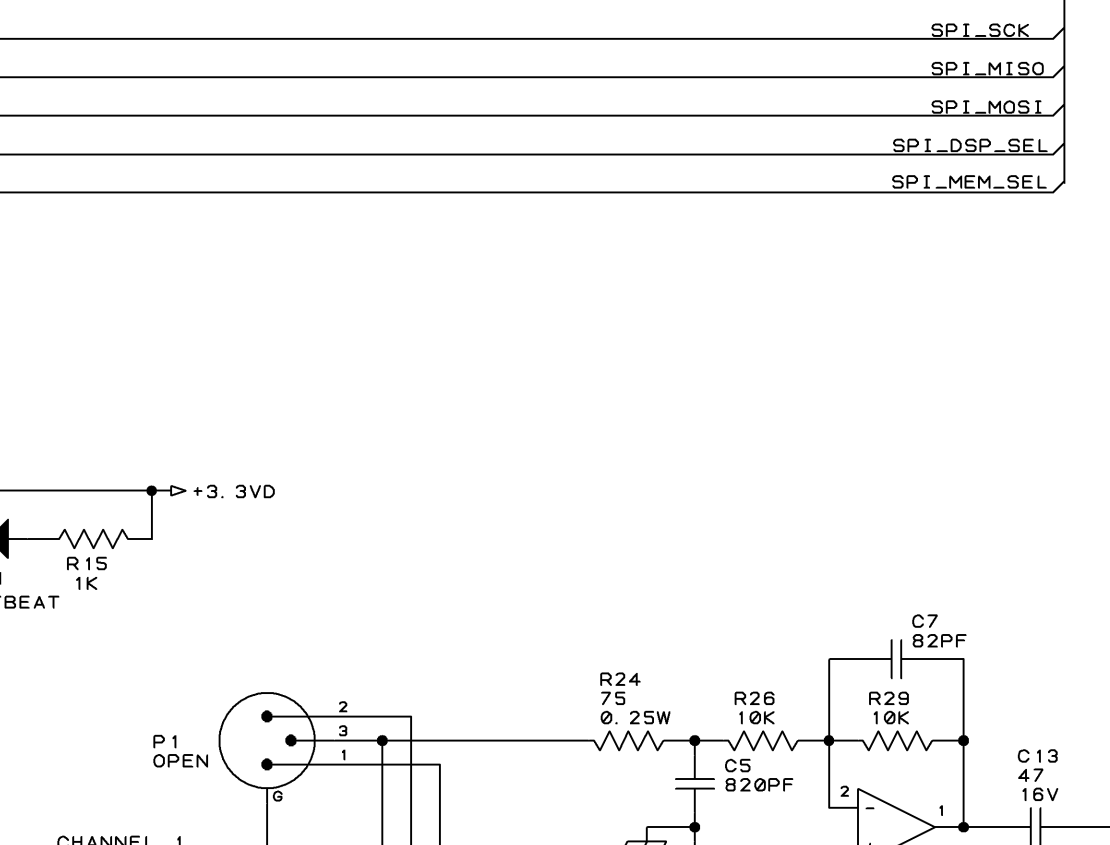 SPI_SCK
SPI_MISO
SPI_MOSI
SPI_DSP_SEL
SPI_MEM_SEL
+3.3VD
R15
1K
BEAT
C7
82PF
R24
75
0.25W
R26
10K
R29
10K
2
3
1
P1
OPEN
G
C5
820PF
2
-
1
C13
47
16V
CHANNEL 1